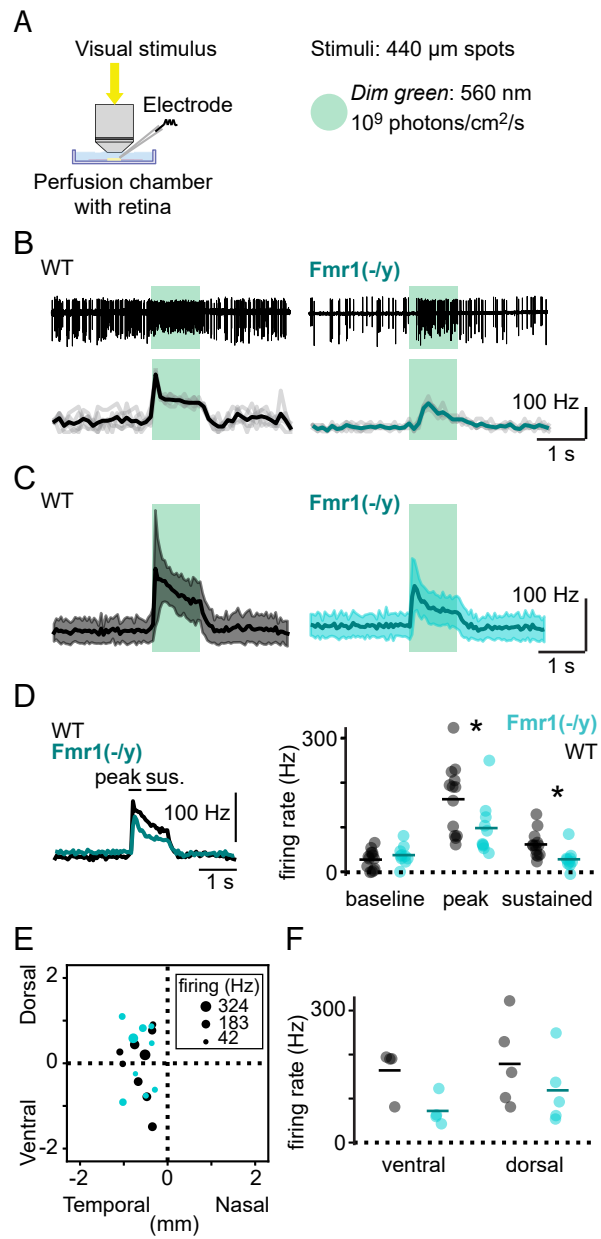 A
Visual stimulus
Electrode
Perfusion chamber
with retina
Stimuli: 440 µm spots
Dim green: 560 nm
10⁹ photons/cm²/s
B
WT
Fmr1(-/y)
100 Hz
1 s
C
WT
Fmr1(-/y)
100 Hz
1 s
D
WT
Fmr1(-/y)
peak sus.
100 Hz
1 s
Fmr1(-/y)
WT
firing rate (Hz)
300
0
*
*
baseline peak sustained
E
Dorsal
Ventral
2
0
-2
firing (Hz)
324
183
42
-2 0 2
Temporal Nasal
(mm)
F
firing rate (Hz)
300
0
ventral dorsal